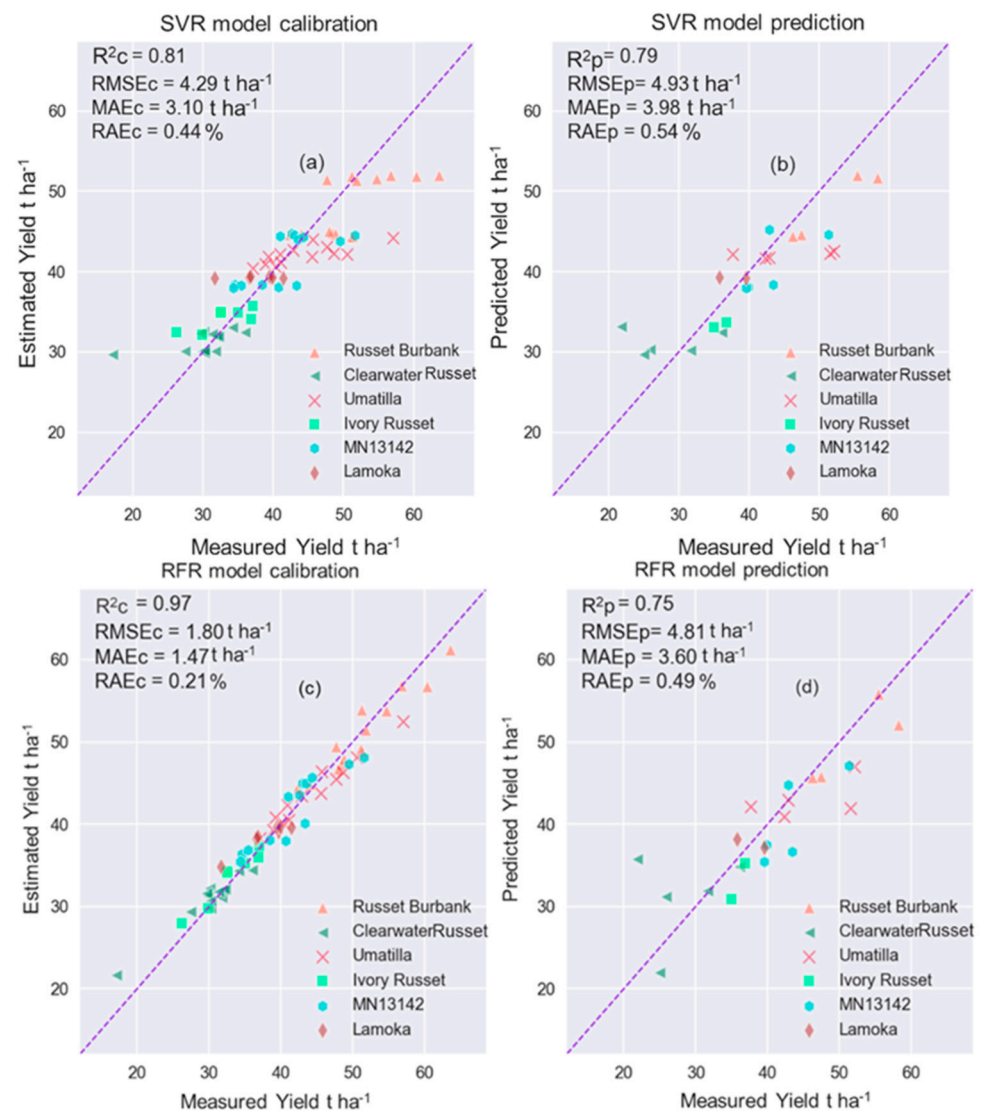 SVR model calibration
R²c = 0.81
RMSEc = 4.29 t ha⁻¹
MAEc = 3.10 t ha⁻¹
RAEc = 0.44 %
(a)
60
50
40
30
20
Estimated Yield t ha⁻¹
Russet Burbank
Clearwater Russet
Umatilla
Ivory Russet
MN13142
Lamoka
20 30 40 50 60
Measured Yield t ha⁻¹
SVR model prediction
R²p = 0.79
RMSEp= 4.93 t ha⁻¹
MAEp = 3.98 t ha⁻¹
RAEp = 0.54 %
(b)
60
50
40
30
20
Predicted Yield t ha⁻¹
Russet Burbank
Clearwater Russet
Umatilla
Ivory Russet
MN13142
Lamoka
20 30 40 50 60
Measured Yield t ha⁻¹
RFR model calibration
R²c = 0.97
RMSEc = 1.80 t ha⁻¹
MAEc = 1.47 t ha⁻¹
RAEc = 0.21 %
(c)
60
50
40
30
20
Estimated Yield t ha⁻¹
Russet Burbank
ClearwaterRusset
Umatilla
Ivory Russet
MN13142
Lamoka
20 30 40 50 60
Measured Yield t ha⁻¹
RFR model prediction
R²p = 0.75
RMSEp= 4.81 t ha⁻¹
MAEp = 3.60 t ha⁻¹
RAEp = 0.49 %
(d)
60
50
40
30
20
Predicted Yield t ha⁻¹
Russet Burbank
ClearwaterRusset
Umatilla
Ivory Russet
MN13142
Lamoka
20 30 40 50 60
Measured Yield t ha⁻¹